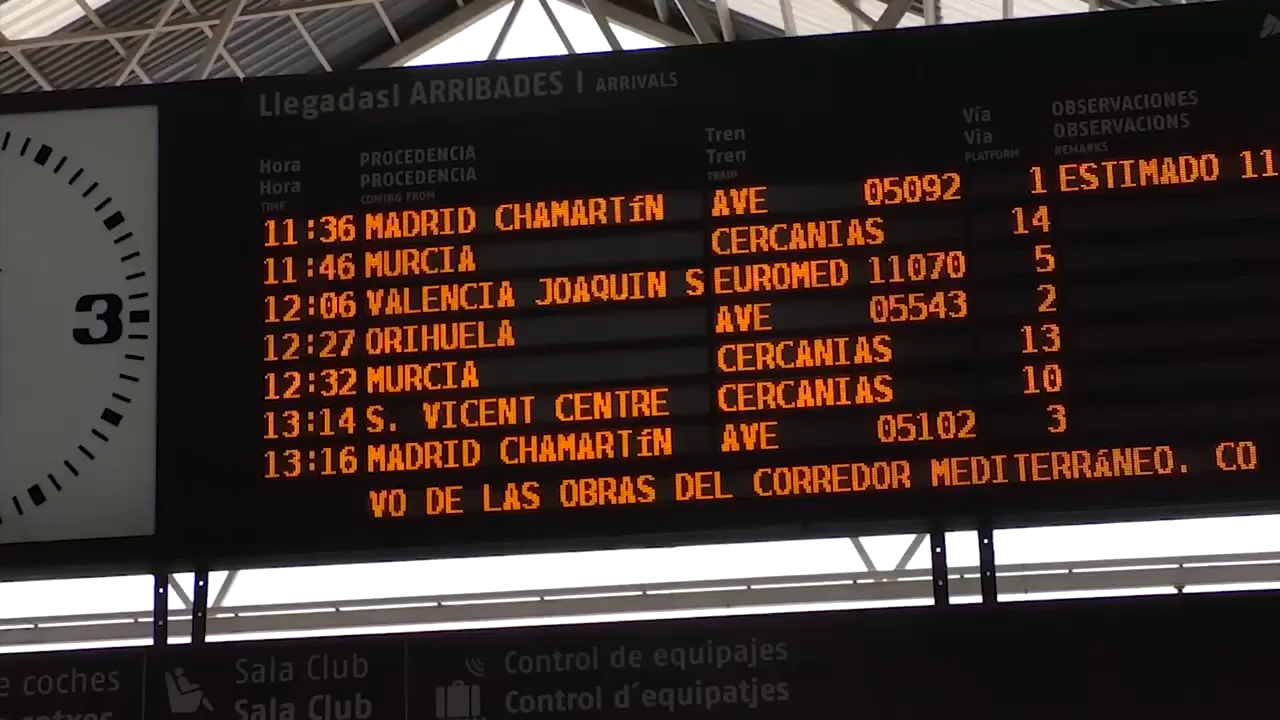 Llegadas| ARRIBADES | ARRIVALS
Hora PROCEDENCIA Tren Vía OBSERVACIONES
Hora PROCEDENCIA Tren Via OBSERVACIONS
TIME COMING FROM TRAIN PLATFORM REMARKS
11:36 MADRID CHAMARTíN AVE 05092 1 ESTIMADO 11
11:46 MURCIA CERCANIAS 14
12:06 VALENCIA JOAQUIN S EUROMED 11070 5
12:27 ORIHUELA AVE 05543 2
12:32 MURCIA CERCANIAS 13
13:14 S. VICENT CENTRE CERCANIAS 10
13:16 MADRID CHAMARTíN AVE 05102 3
VO DE LAS OBRAS DEL CORREDOR MEDITERRÁNEO. CO
3
e coches Sala Club Control de equipajes
Sala Club Control d´equipatjes